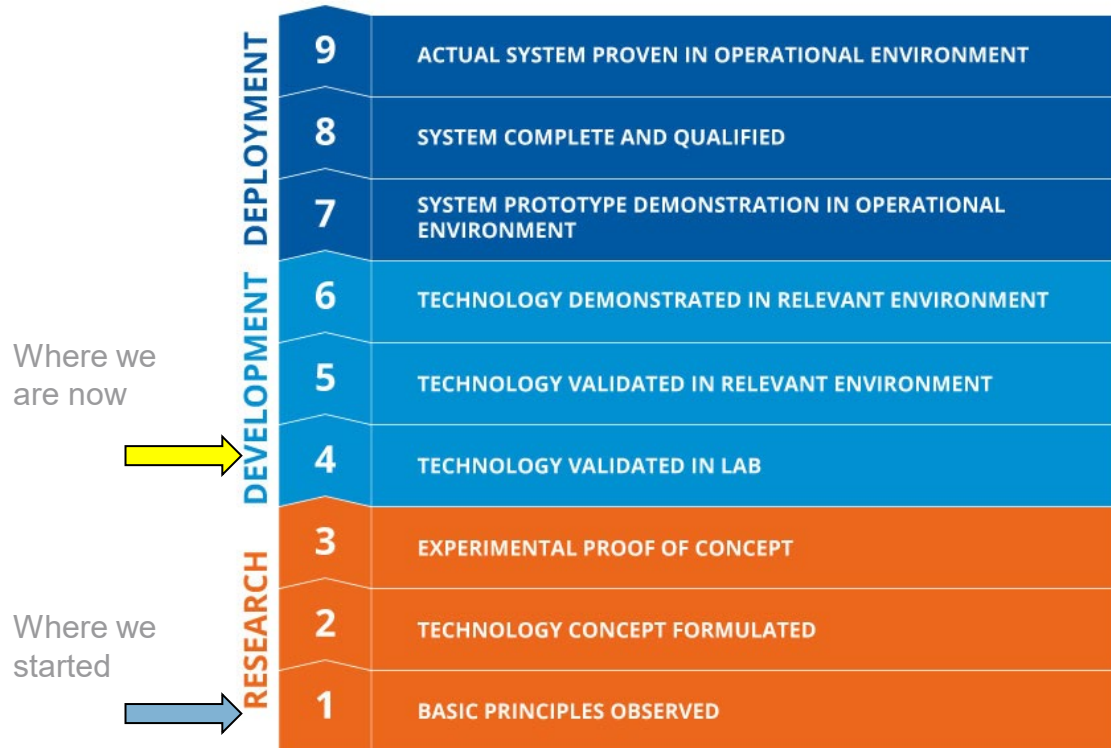 DEPLOYMENT
9 ACTUAL SYSTEM PROVEN IN OPERATIONAL ENVIRONMENT
8 SYSTEM COMPLETE AND QUALIFIED
7 SYSTEM PROTOTYPE DEMONSTRATION IN OPERATIONAL
ENVIRONMENT
DEVELOPMENT
6 TECHNOLOGY DEMONSTRATED IN RELEVANT ENVIRONMENT
Where we
are now
5 TECHNOLOGY VALIDATED IN RELEVANT ENVIRONMENT
4 TECHNOLOGY VALIDATED IN LAB
RESEARCH
3 EXPERIMENTAL PROOF OF CONCEPT
Where we
started
2 TECHNOLOGY CONCEPT FORMULATED
1 BASIC PRINCIPLES OBSERVED